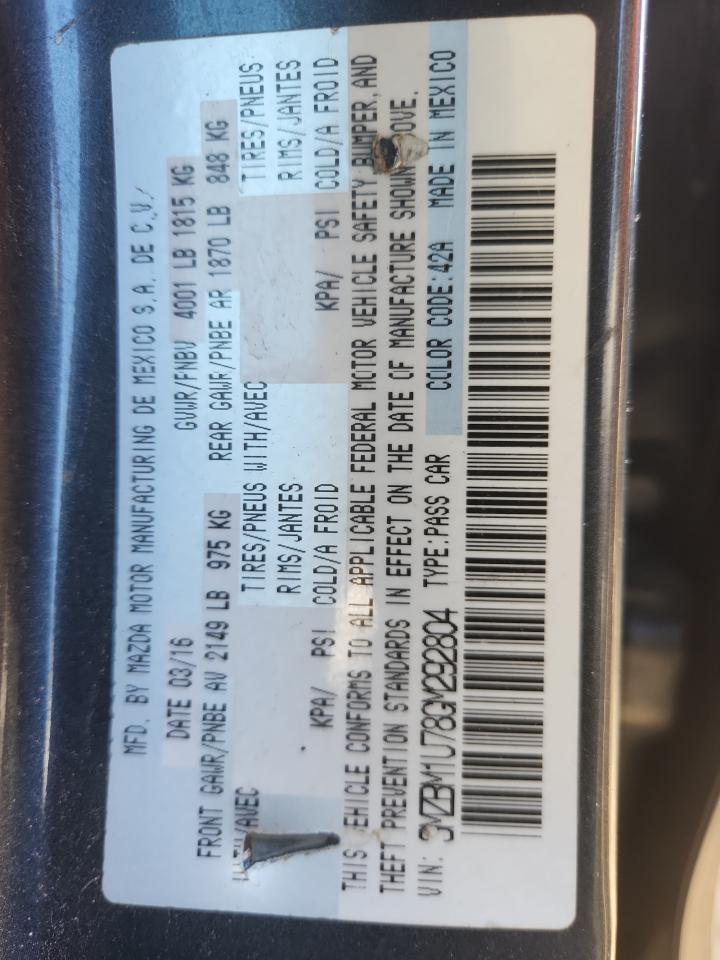 MFD. BY MAZDA MOTOR MANUFACTURING DE MEXICO S.A. DE C.V.
DATE 03/16 GVWR/PNBV 4001 LB 1815 KG
FRONT GAWR/PNBE AV 2149 LB 975 KG REAR GAWR/PNBE AR 1870 LB 848 KG
WITH/AVEC TIRES/PNEUS WITH/AVEC TIRES/PNEUS
RIMS/JANTES RIMS/JANTES
KPA/ PSI COLD/A FROID KPA/ PSI COLD/A FROID
THIS VEHICLE CONFORMS TO ALL APPLICABLE FEDERAL MOTOR VEHICLE SAFETY BUMPER, AND
THEFT PREVENTION STANDARDS IN EFFECT ON THE DATE OF MANUFACTURE SHOWN ABOVE.
VIN: 3MZBM1U78GM292804 TYPE:PASS CAR COLOR CODE:42A MADE IN MEXICO